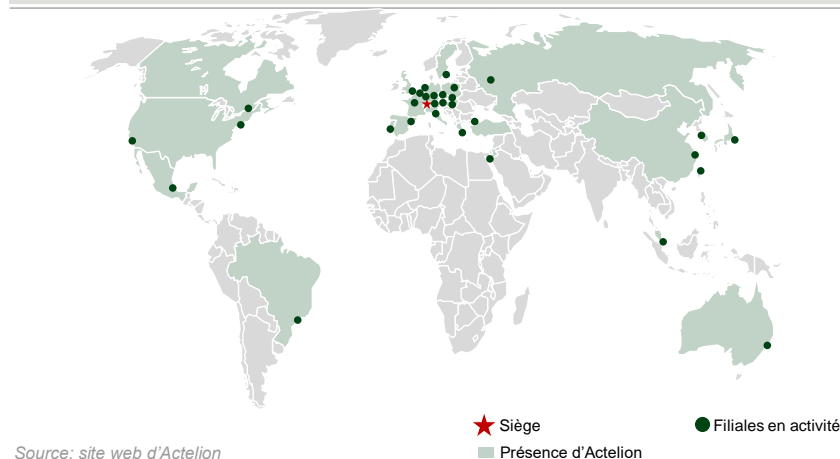 Siège
Filiales en activité
Présence d’Actelion
Source: site web d’Actelion